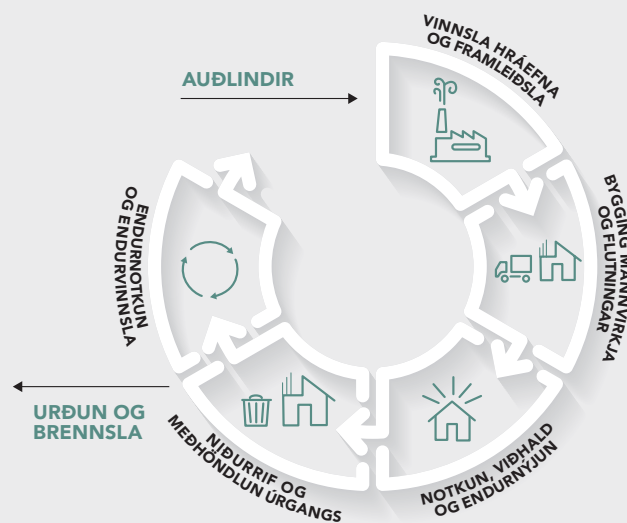 AUÐLINDIR
VINNSLA HRÁEFNA
OG FRAMLEIÐSLA
BYGGING MANNVIRKJA
OG FLUTNINGAR
NOTKUN, VIÐHALD
OG ENDURNÝJUN
NIÐURRIF OG
MEÐHÖNDLUN ÚRGANGS
URÐUN OG
BRENNSLA
ENDURNOTKUN
OG ENDURVINNSLA